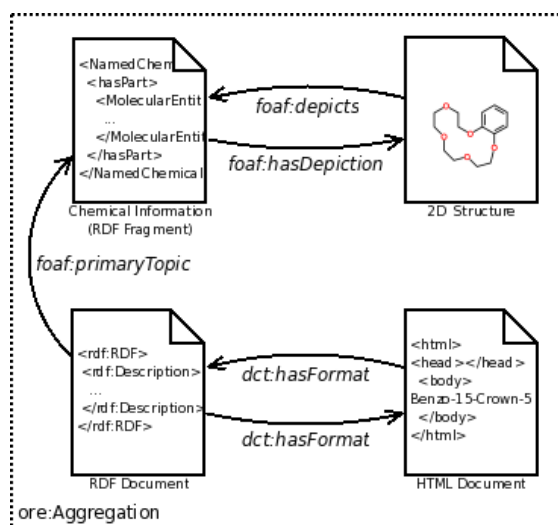 <NamedChem
<hasPart>
<MolecularEntit
...
</MolecularEntit
</hasPart>
</NamedChemical
Chemical Information
(RDF Fragment)
foaf:depicts
foaf:hasDepiction
O
O
O
O
O
2D Structure
foaf:primaryTopic
<rdf:RDF>
<rdf:Description>
...
</rdf:Description>
</rdf:RDF>
RDF Document
dct:hasFormat
dct:hasFormat
<html>
<head></head>
<body>
Benzo-15-Crown-5
</body>
</html>
HTML Document
ore:Aggregation